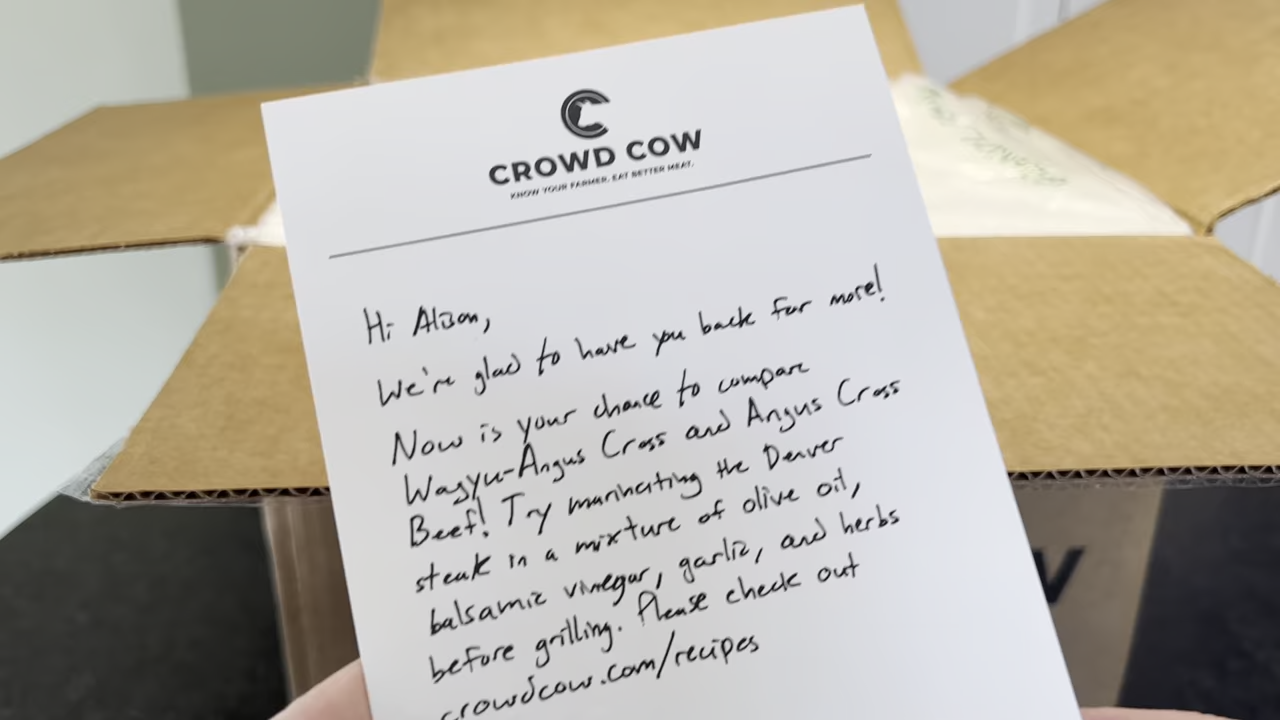 CROWD COW
KNOW YOUR FARMER. EAT BETTER MEAT.
Hi Alison,
We're glad to have you back for more!
Now is your chance to compare
Wagyu-Angus Cross and Angus Cross
Beef! Try marinating the Denver
steak in a mixture of olive oil,
balsamic vinegar, garlic, and herbs
before grilling. Please check out
crowdcow.com/recipes
W